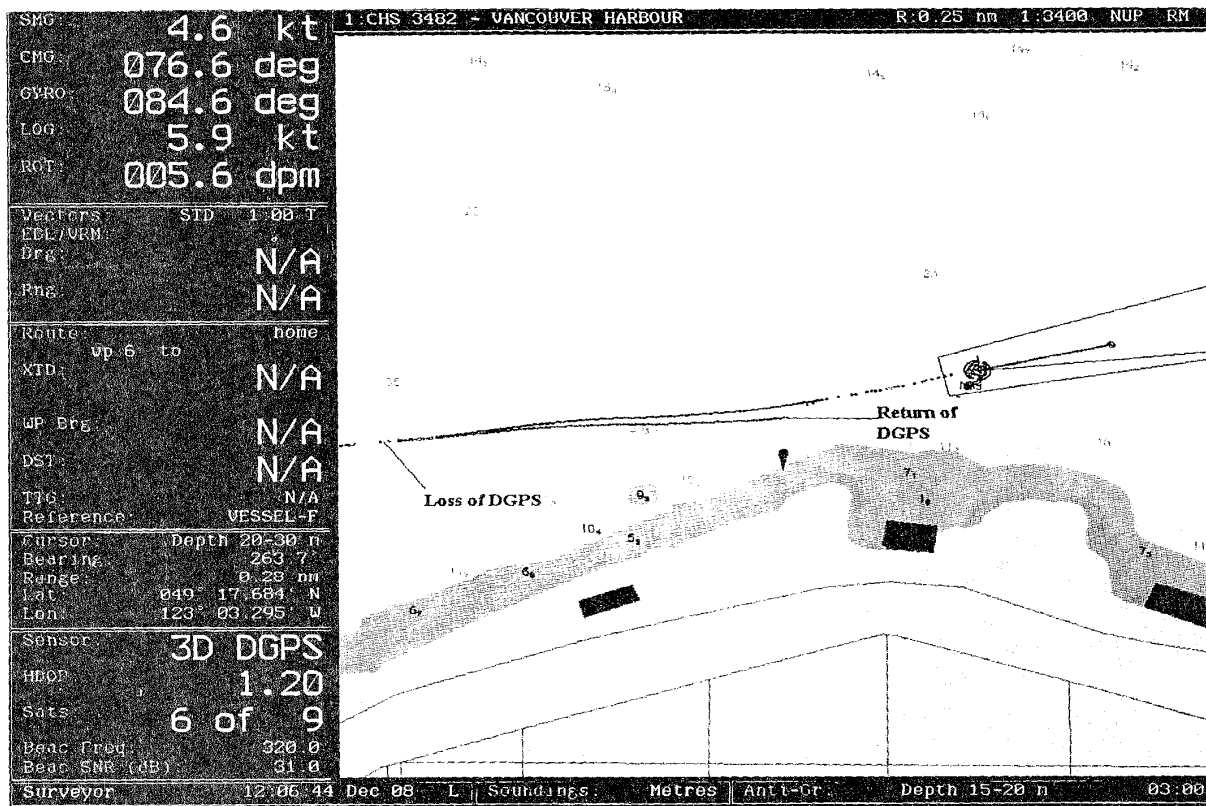 1:CHS 3482 - VANCOUVER HARBOUR R:0.25 nm 1:3400 NUP RM
SMG: 4.6 kt
CMG: 076.6 deg
GYRO: 084.6 deg
LOG: 5.9 kt
ROT: 005.6 dpm
Vectors STD 1.00 T
EBL/VRM:
Brg: N/A
Rng: N/A
Route: home
Wp 6 to
XTD: N/A
WP Brg: N/A
DST: N/A
TTG: N/A
Reference: VESSEL-F
Cursor Depth 20-30 m
Bearing: 263.7°
Range: 0.28 nm
Lat: 049° 17.684' N
Lon: 123° 03.295' W
Sensor 3D DGPS
HDOP 1.20
Sats 6 of 9
Beac Freq: 320.0
Beac SNR (dB): 31.0
Surveyor 12:06:44 Dec 08 L Soundings: Metres Anti-Gr: Depth 15-20 m 03:00
Return of
DGPS
Loss of DGPS
10₄
7₁
16